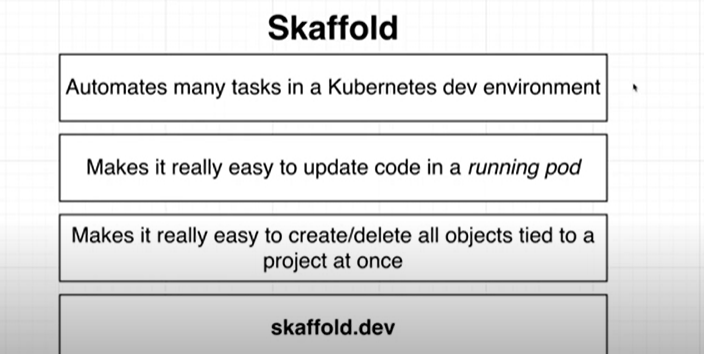 Skaffold
Automates many tasks in a Kubernetes dev environment
Makes it really easy to update code in a running pod
Makes it really easy to create/delete all objects tied to a
project at once
skaffold.dev